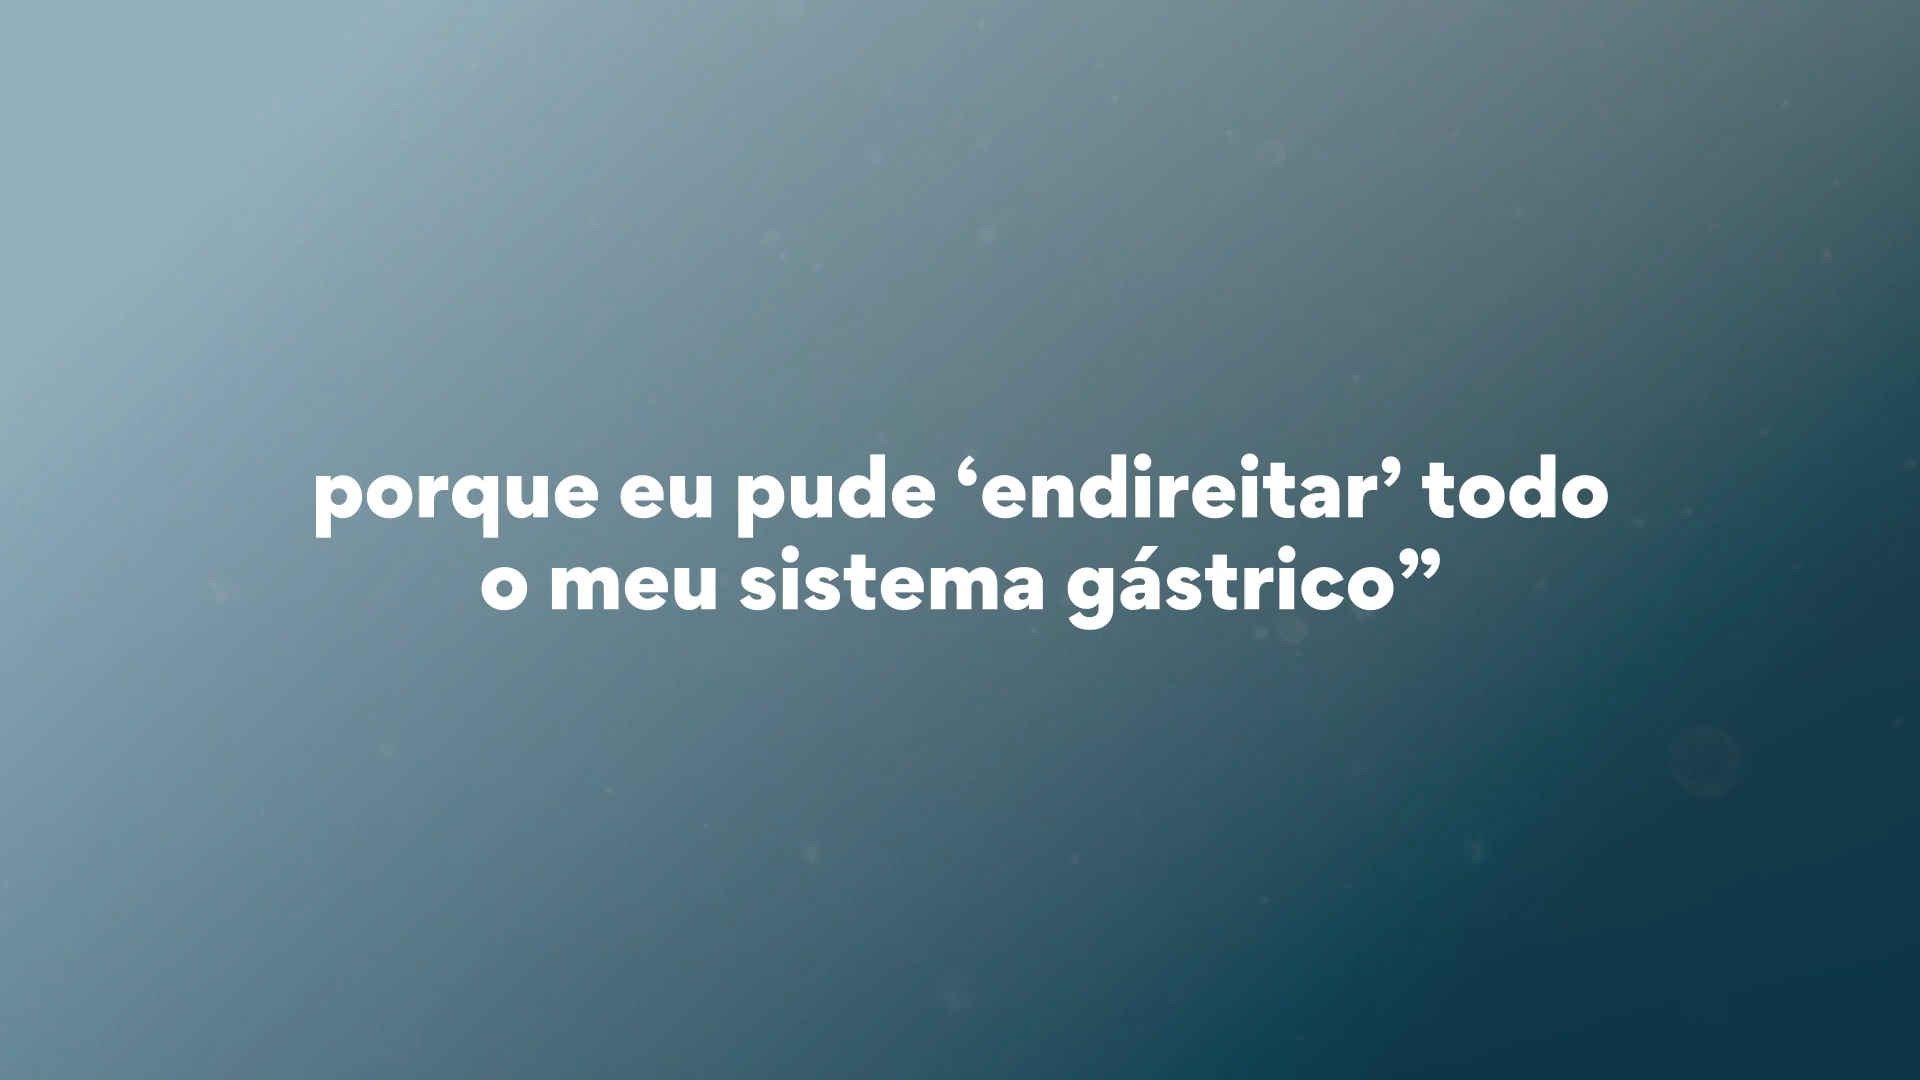 porque eu pude ‘endireitar’ todo
o meu sistema gástrico”